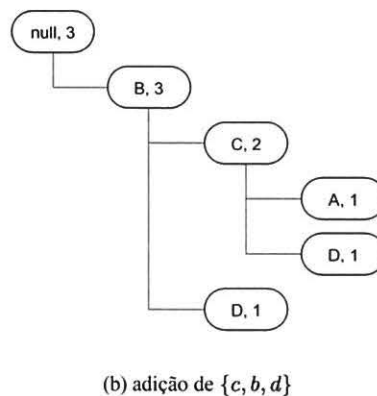 null, 3
B, 3
C, 2
A, 1
D, 1
D, 1
(b) adição de {c, b, d}